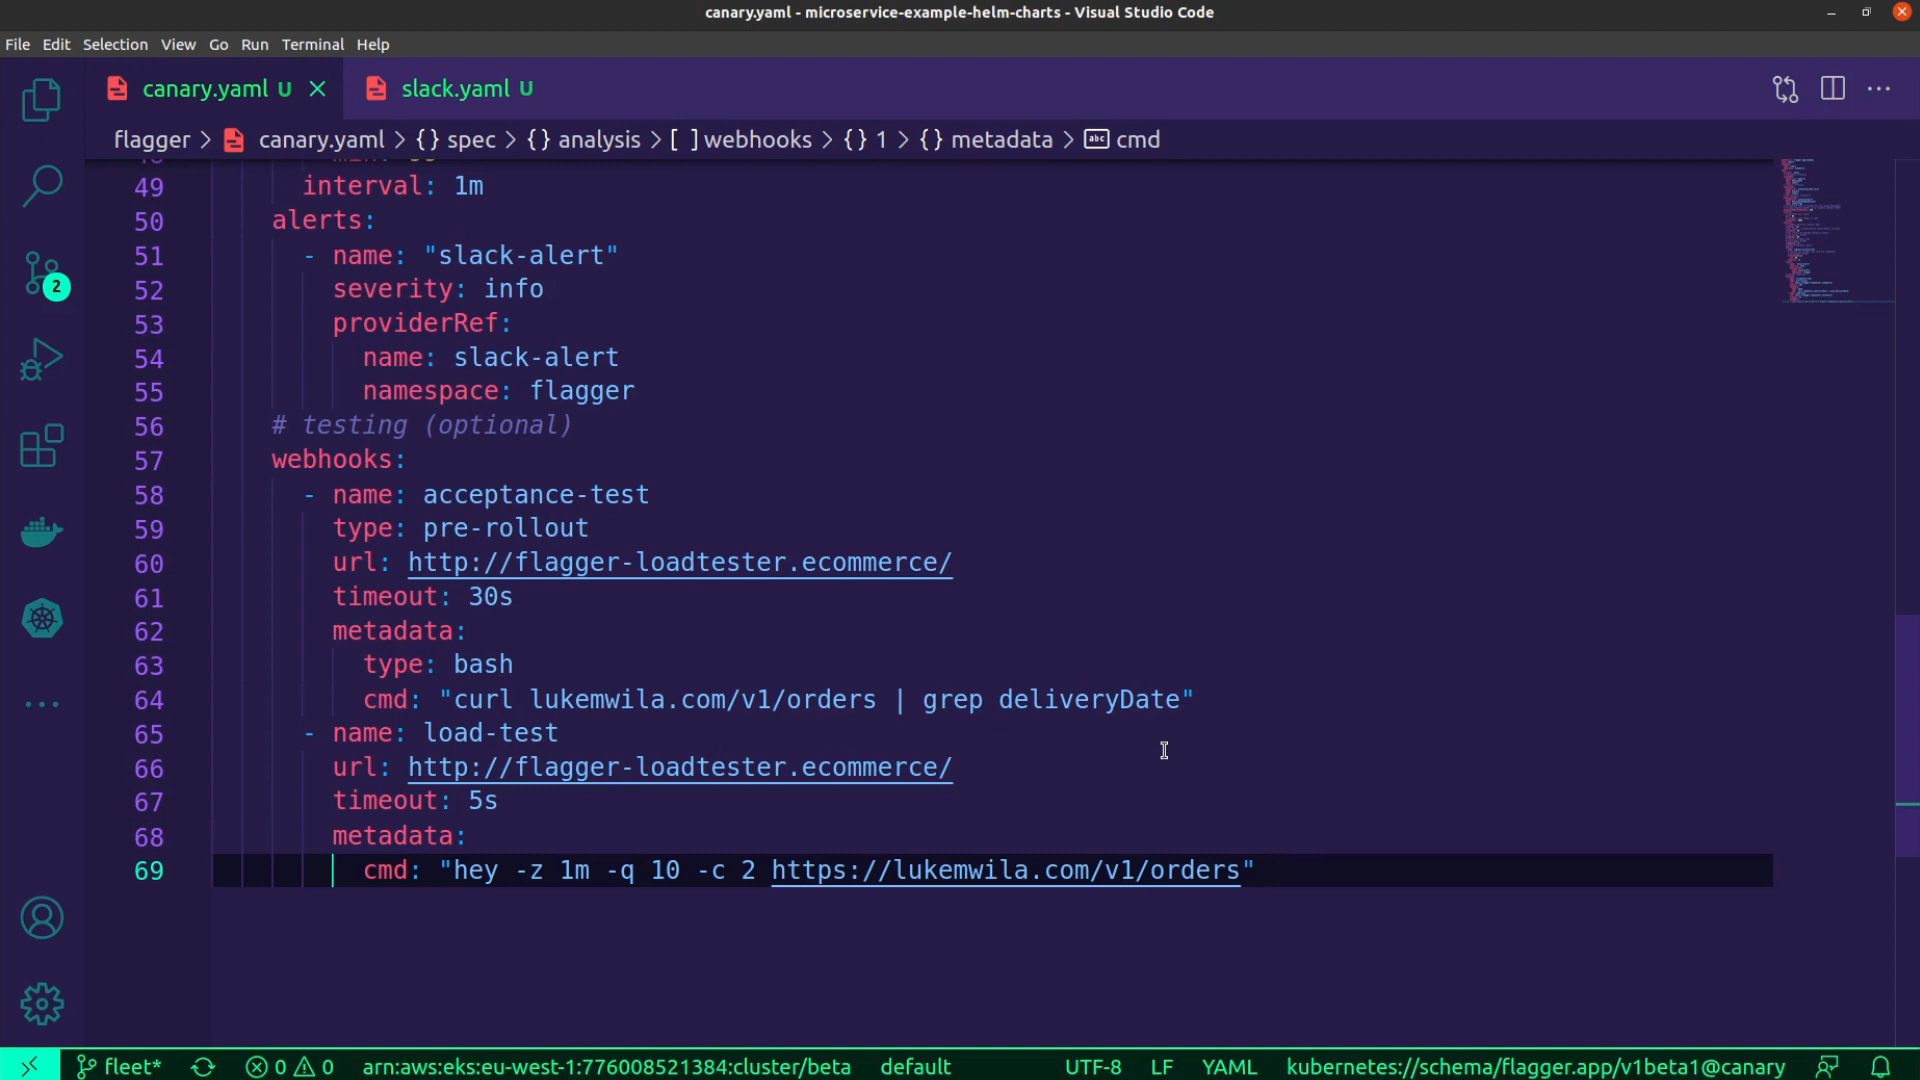 canary.yaml - microservice-example-helm-charts - Visual Studio Code
File Edit Selection View Go Run Terminal Help
canary.yaml U slack.yaml U
flagger > canary.yaml > {} spec > {} analysis > [ ] webhooks > {} 1 > {} metadata > abc cmd
49 interval: 1m
50 alerts:
51 - name: "slack-alert"
52 severity: info
53 providerRef:
54 name: slack-alert
55 namespace: flagger
56 # testing (optional)
57 webhooks:
58 - name: acceptance-test
59 type: pre-rollout
60 url: http://flagger-loadtester.ecommerce/
61 timeout: 30s
62 metadata:
63 type: bash
64 cmd: "curl lukemwila.com/v1/orders | grep deliveryDate"
65 - name: load-test
66 url: http://flagger-loadtester.ecommerce/
67 timeout: 5s
68 metadata:
69 cmd: "hey -z 1m -q 10 -c 2 https://lukemwila.com/v1/orders"
2
fleet* 0 0 arn:aws:eks:eu-west-1:776008521384:cluster/beta default UTF-8 LF YAML kubernetes://schema/flagger.app/v1beta1@canary